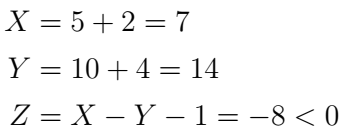 X = 5 + 2 = 7
Y = 10 + 4 = 14
Z = X − Y − 1 = −8 < 0